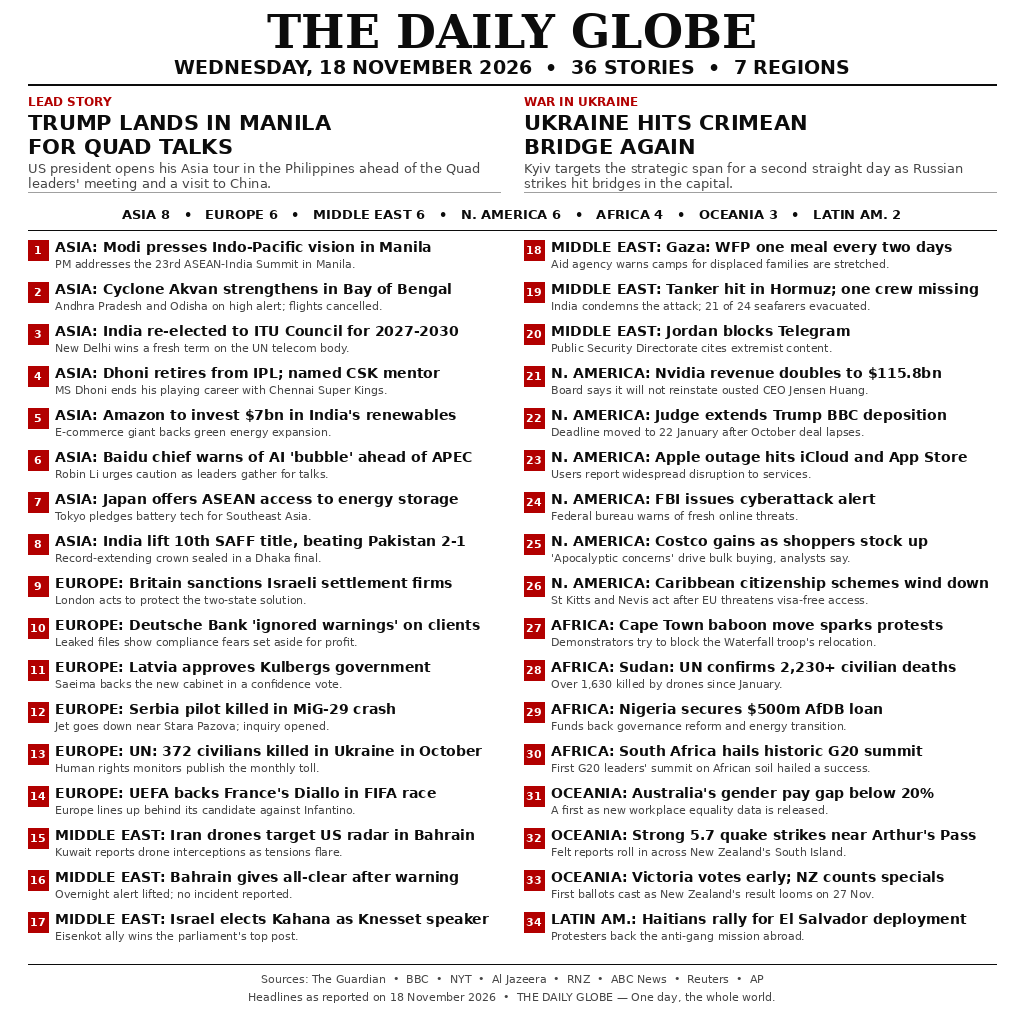 THE DAILY GLOBE
WEDNESDAY, 18 NOVEMBER 2026 • 36 STORIES • 7 REGIONS
LEAD STORY
TRUMP LANDS IN MANILA
FOR QUAD TALKS
US president opens his Asia tour in the Philippines ahead of the Quad
leaders' meeting and a visit to China.
WAR IN UKRAINE
UKRAINE HITS CRIMEAN
BRIDGE AGAIN
Kyiv targets the strategic span for a second straight day as Russian
strikes hit bridges in the capital.
ASIA 8 • EUROPE 6 • MIDDLE EAST 6 • N. AMERICA 6 • AFRICA 4 • OCEANIA 3 • LATIN AM. 2
1 ASIA: Modi presses Indo-Pacific vision in Manila
PM addresses the 23rd ASEAN-India Summit in Manila.
2 ASIA: Cyclone Akvan strengthens in Bay of Bengal
Andhra Pradesh and Odisha on high alert; flights cancelled.
3 ASIA: India re-elected to ITU Council for 2027-2030
New Delhi wins a fresh term on the UN telecom body.
4 ASIA: Dhoni retires from IPL; named CSK mentor
MS Dhoni ends his playing career with Chennai Super Kings.
5 ASIA: Amazon to invest $7bn in India's renewables
E-commerce giant backs green energy expansion.
6 ASIA: Baidu chief warns of AI 'bubble' ahead of APEC
Robin Li urges caution as leaders gather for talks.
7 ASIA: Japan offers ASEAN access to energy storage
Tokyo pledges battery tech for Southeast Asia.
8 ASIA: India lift 10th SAFF title, beating Pakistan 2-1
Record-extending crown sealed in a Dhaka final.
9 EUROPE: Britain sanctions Israeli settlement firms
London acts to protect the two-state solution.
10 EUROPE: Deutsche Bank 'ignored warnings' on clients
Leaked files show compliance fears set aside for profit.
11 EUROPE: Latvia approves Kulbergs government
Saeima backs the new cabinet in a confidence vote.
12 EUROPE: Serbia pilot killed in MiG-29 crash
Jet goes down near Stara Pazova; inquiry opened.
13 EUROPE: UN: 372 civilians killed in Ukraine in October
Human rights monitors publish the monthly toll.
14 EUROPE: UEFA backs France's Diallo in FIFA race
Europe lines up behind its candidate against Infantino.
15 MIDDLE EAST: Iran drones target US radar in Bahrain
Kuwait reports drone interceptions as tensions flare.
16 MIDDLE EAST: Bahrain gives all-clear after warning
Overnight alert lifted; no incident reported.
17 MIDDLE EAST: Israel elects Kahana as Knesset speaker
Eisenkot ally wins the parliament's top post.
18 MIDDLE EAST: Gaza: WFP one meal every two days
Aid agency warns camps for displaced families are stretched.
19 MIDDLE EAST: Tanker hit in Hormuz; one crew missing
India condemns the attack; 21 of 24 seafarers evacuated.
20 MIDDLE EAST: Jordan blocks Telegram
Public Security Directorate cites extremist content.
21 N. AMERICA: Nvidia revenue doubles to $115.8bn
Board says it will not reinstate ousted CEO Jensen Huang.
22 N. AMERICA: Judge extends Trump BBC deposition
Deadline moved to 22 January after October deal lapses.
23 N. AMERICA: Apple outage hits iCloud and App Store
Users report widespread disruption to services.
24 N. AMERICA: FBI issues cyberattack alert
Federal bureau warns of fresh online threats.
25 N. AMERICA: Costco gains as shoppers stock up
'Apocalyptic concerns' drive bulk buying, analysts say.
26 N. AMERICA: Caribbean citizenship schemes wind down
St Kitts and Nevis act after EU threatens visa-free access.
27 AFRICA: Cape Town baboon move sparks protests
Demonstrators try to block the Waterfall troop's relocation.
28 AFRICA: Sudan: UN confirms 2,230+ civilian deaths
Over 1,630 killed by drones since January.
29 AFRICA: Nigeria secures $500m AfDB loan
Funds back governance reform and energy transition.
30 AFRICA: South Africa hails historic G20 summit
First G20 leaders' summit on African soil hailed a success.
31 OCEANIA: Australia's gender pay gap below 20%
A first as new workplace equality data is released.
32 OCEANIA: Strong 5.7 quake strikes near Arthur's Pass
Felt reports roll in across New Zealand's South Island.
33 OCEANIA: Victoria votes early; NZ counts specials
First ballots cast as New Zealand's result looms on 27 Nov.
34 LATIN AM.: Haitians rally for El Salvador deployment
Protesters back the anti-gang mission abroad.
Sources: The Guardian • BBC • NYT • Al Jazeera • RNZ • ABC News • Reuters • AP
Headlines as reported on 18 November 2026 • THE DAILY GLOBE — One day, the whole world.